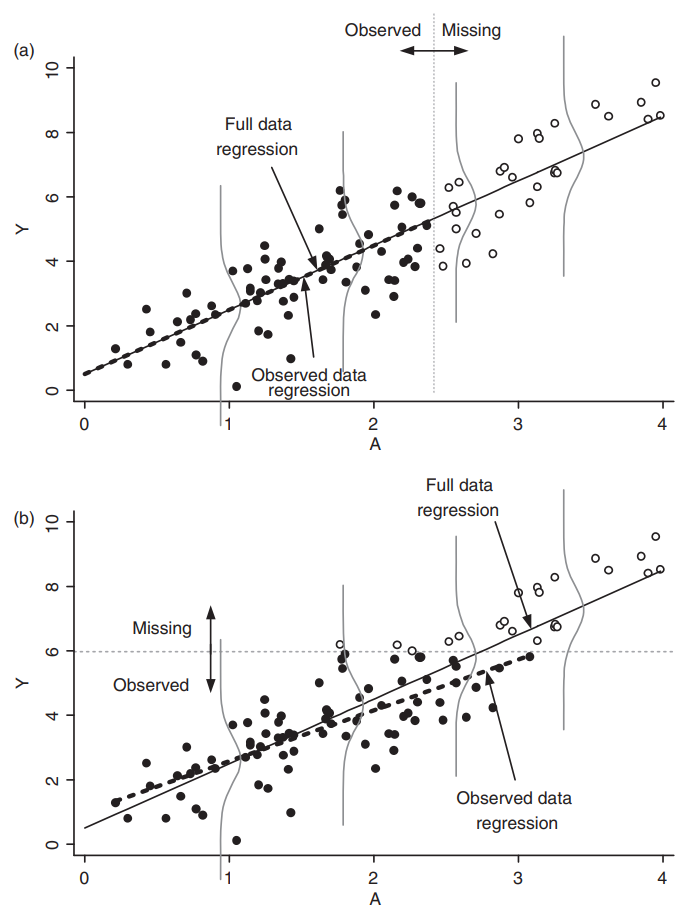 Observed Missing
(a)
10
Full data
regression
8
6
Y
4
2
Observed data
regression
0
0 1 2 3 4
A
Full data
regression
(b)
10
8
Missing
6
Observed
Y
4
2
Observed data
regression
0
0 1 2 3 4
A